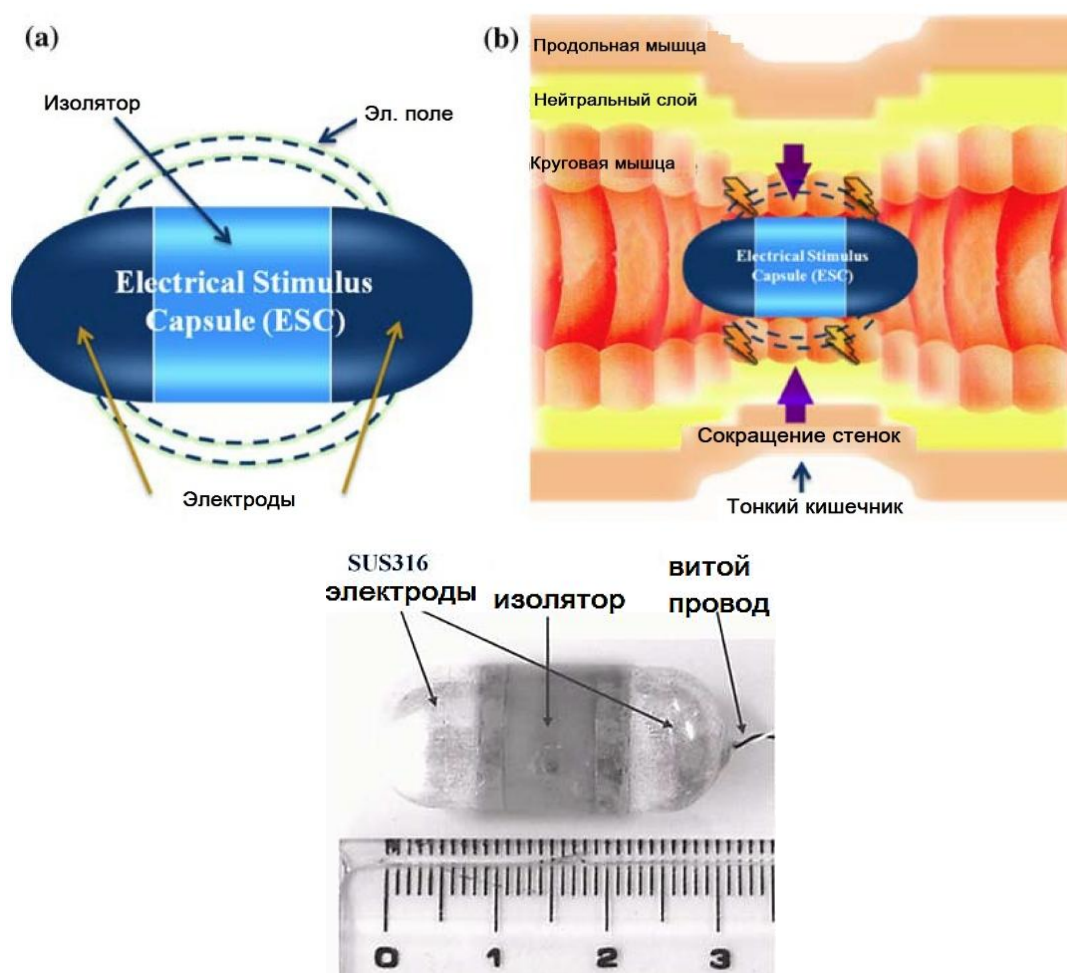 (a)
Изолятор
Эл. поле
Electrical Stimulus
Capsule (ESC)
Электроды
(b)
Продольная мышца
Нейтральный слой
Круговая мышца
Electrical Stimulus
Capsule (ESC)
Сокращение стенок
Тонкий кишечник
SUS316
электроды
изолятор
витой
провод
0 1 2 3